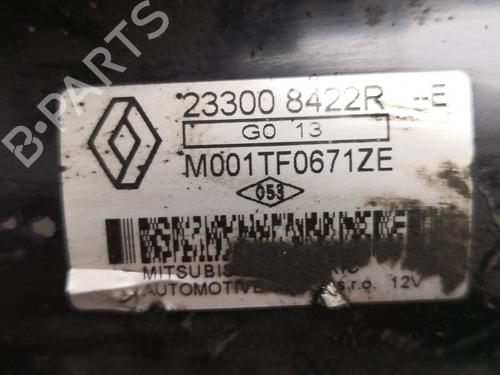 B-PARTS
23300 8422R --E
G0 13
M001TF0671ZE
053
MITSUBIS
AUTOMOTIVE s.r.o. 12V